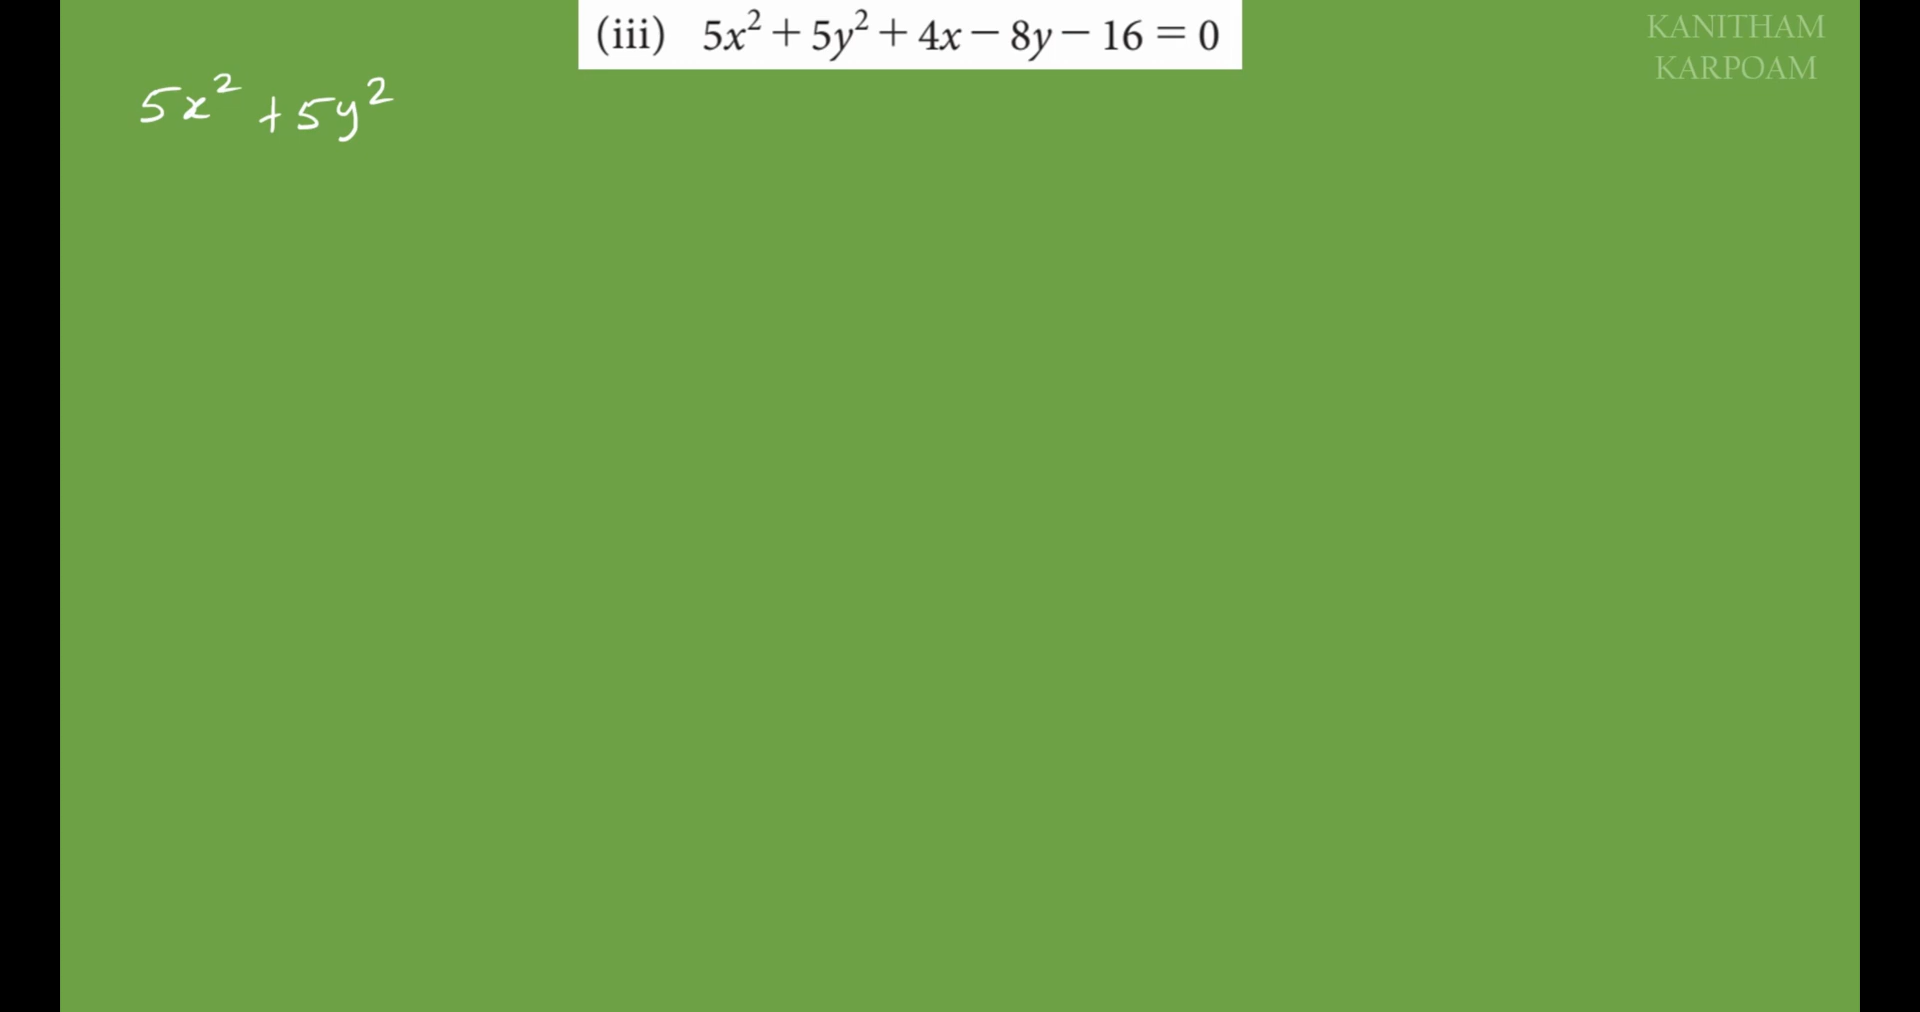 (iii) 5x² + 5y² + 4x − 8y − 16 = 0
KANITHAM
KARPOAM
5x² + 5y²